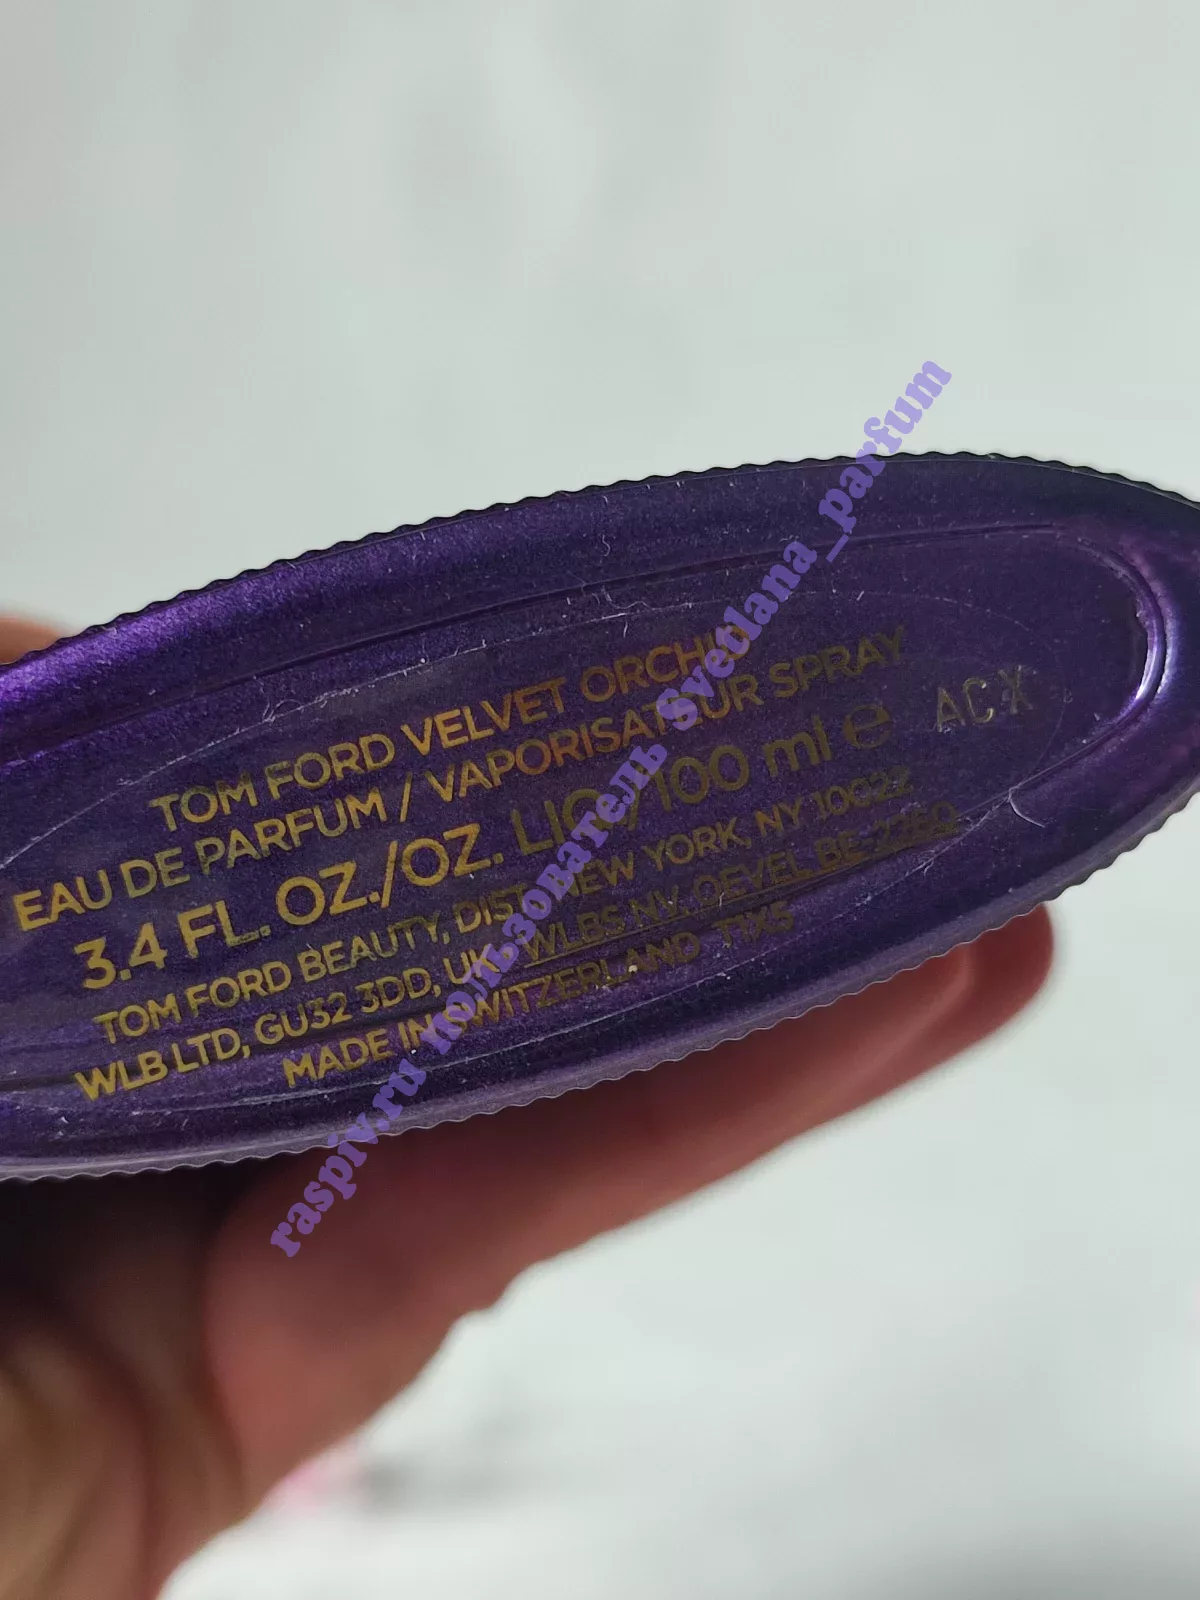 TOM FORD VELVET ORCHID
EAU DE PARFUM / VAPORISATEUR SPRAY
3.4 FL. OZ./OZ. LIQ/100 ml e
TOM FORD BEAUTY, DIST. NEW YORK, NY 10022
WLB LTD, GU32 3DD, UK. WLBS NV, OEVEL BE-2260
MADE IN SWITZERLAND T1X5
AC X
raspiv.ru пользователь Svetlana_parfum